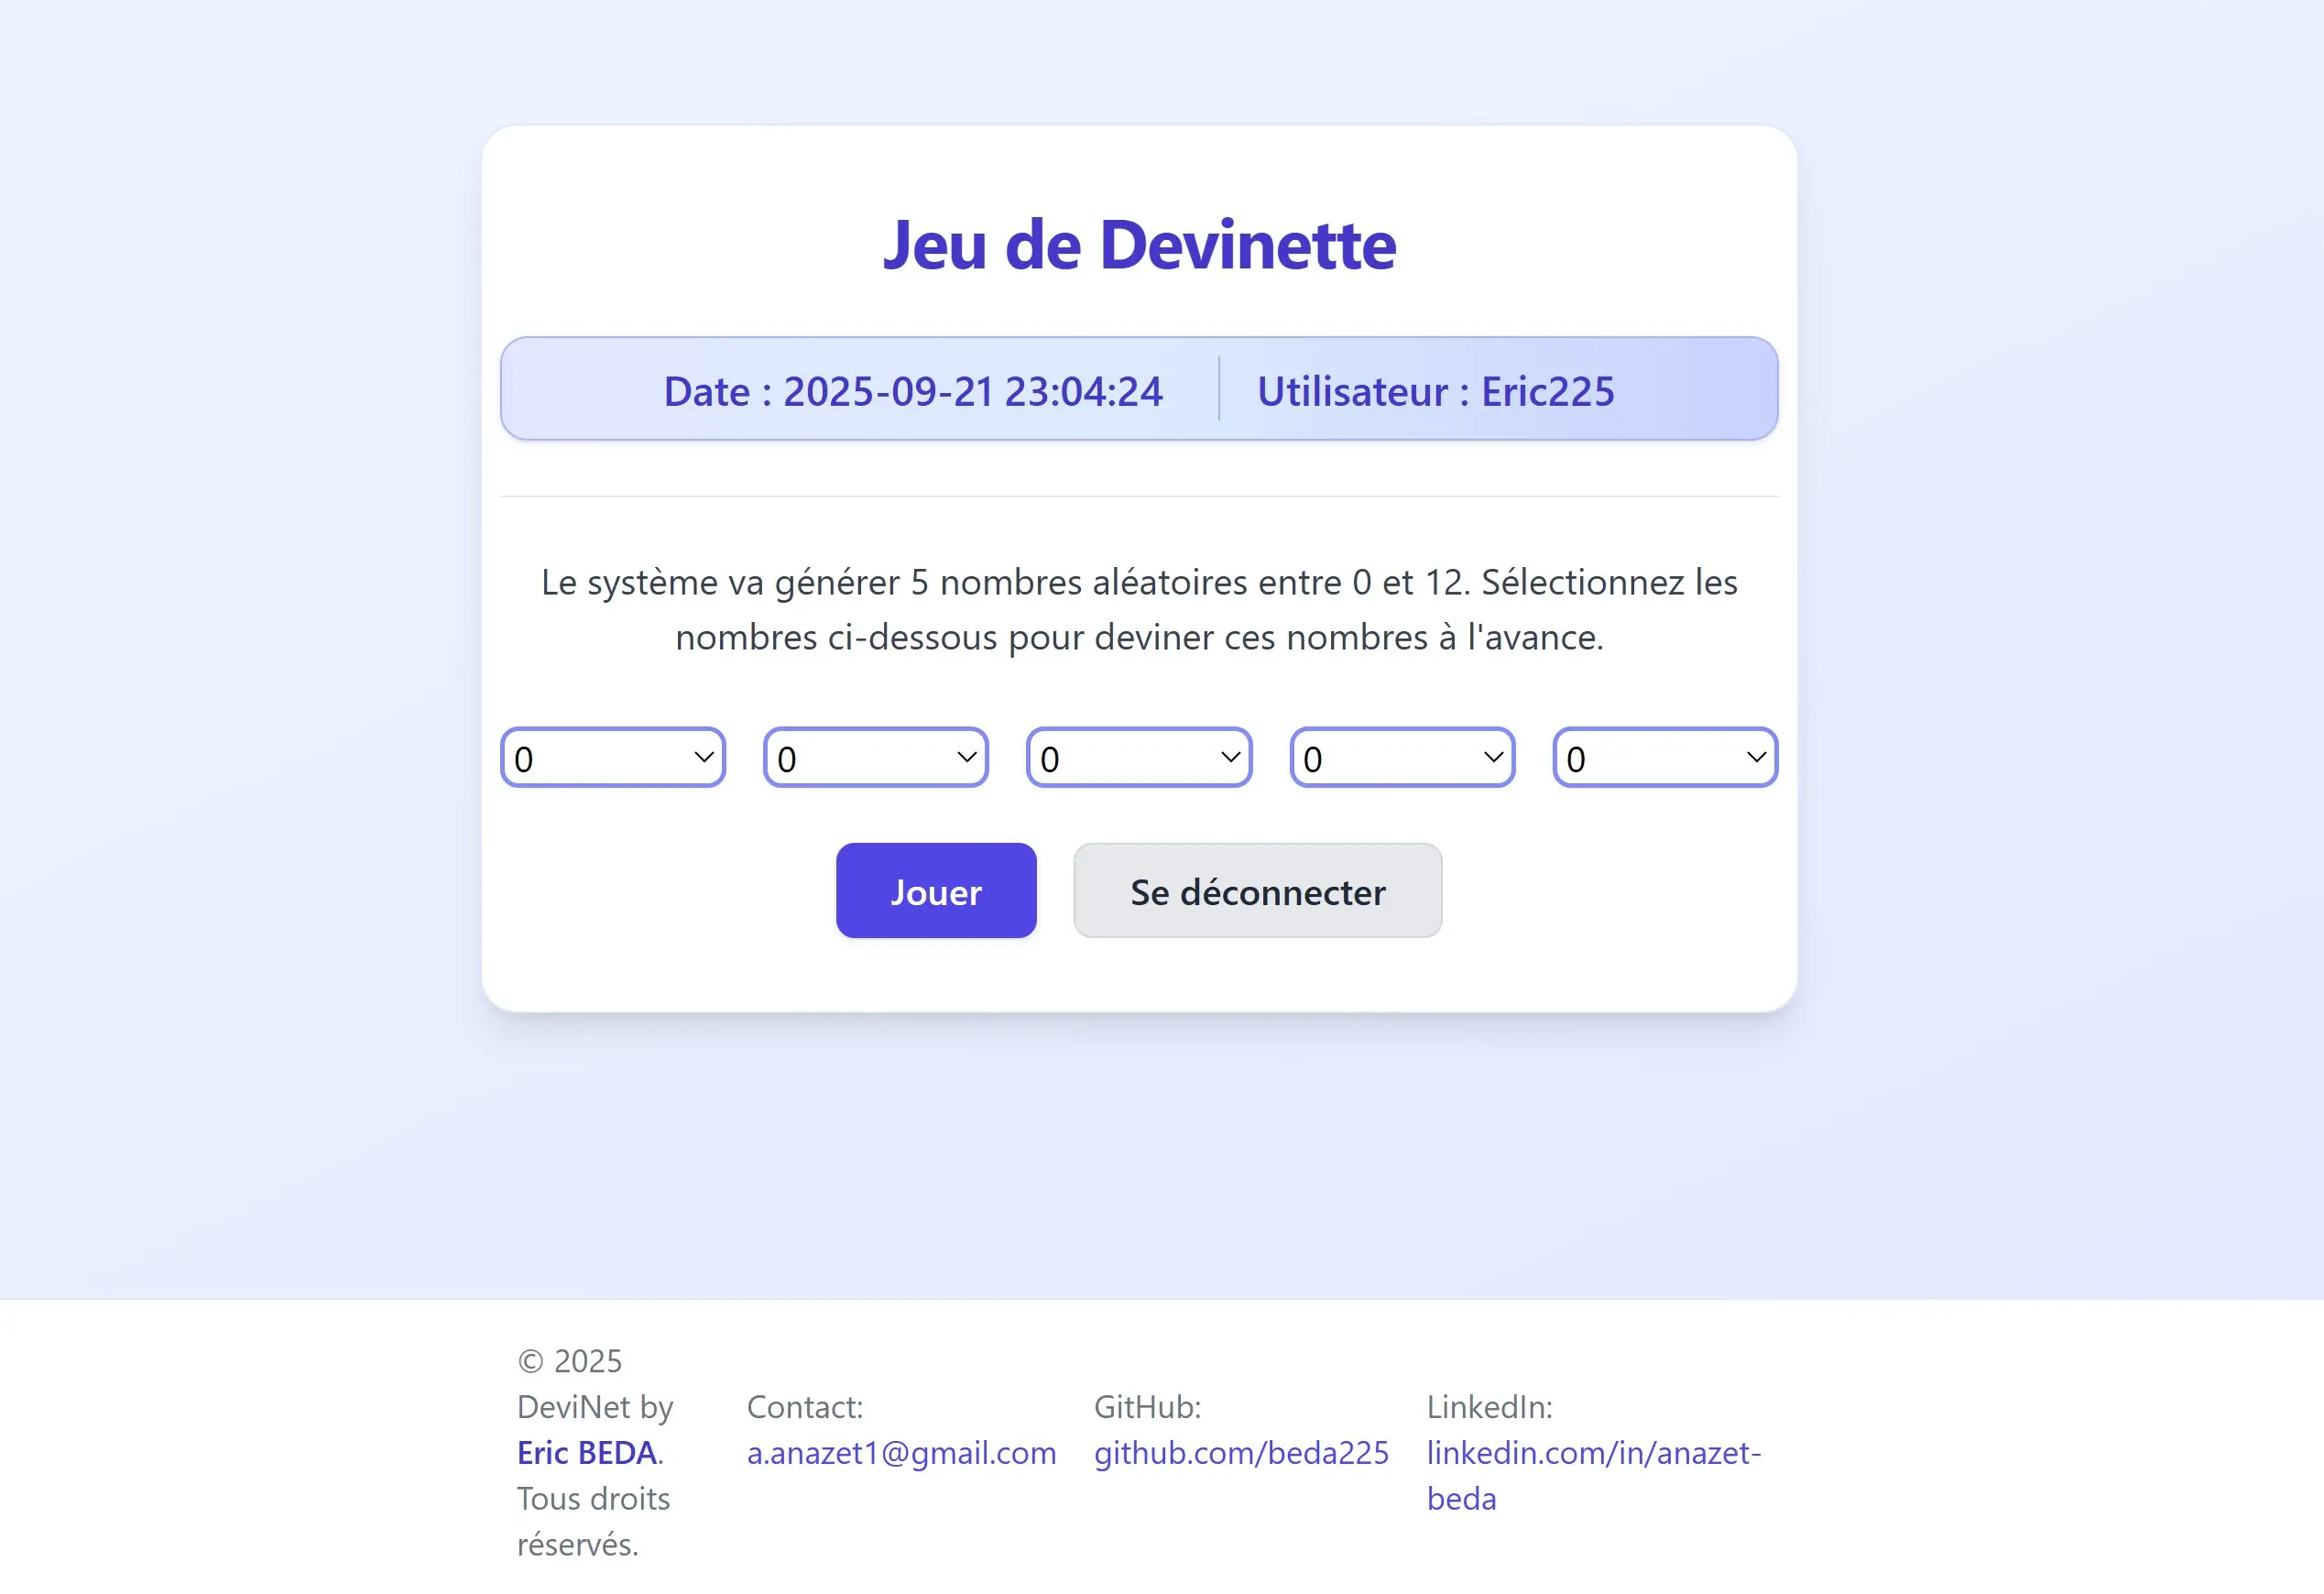 Jeu de Devinette
Date : 2025-09-21 23:04:24
Utilisateur : Eric225
Le système va générer 5 nombres aléatoires entre 0 et 12. Sélectionnez les
nombres ci-dessous pour deviner ces nombres à l'avance.
0
0
0
0
0
Jouer
Se déconnecter
© 2025
DeviNet by
Eric BEDA.
Tous droits
réservés.
Contact:
a.anazet1@gmail.com
GitHub:
github.com/beda225
LinkedIn:
linkedin.com/in/anazet-
beda